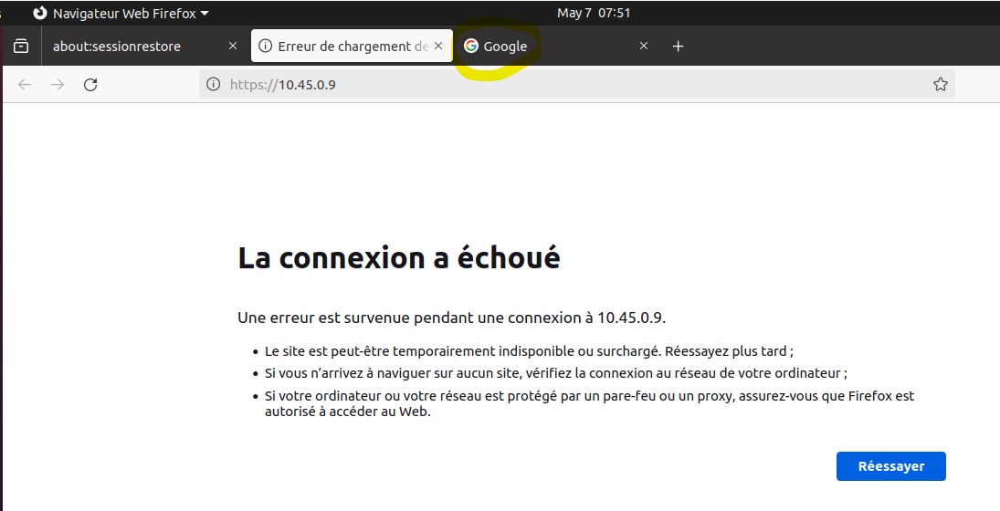 Navigateur Web Firefox
May 7 07:51
about:sessionrestore
Erreur de chargement de
Google
https://10.45.0.9
La connexion a échoué
Une erreur est survenue pendant une connexion à 10.45.0.9.
• Le site est peut-être temporairement indisponible ou surchargé. Réessayez plus tard ;
• Si vous n’arrivez à naviguer sur aucun site, vérifiez la connexion au réseau de votre ordinateur ;
• Si votre ordinateur ou votre réseau est protégé par un pare-feu ou un proxy, assurez-vous que Firefox est
autorisé à accéder au Web.
Réessayer